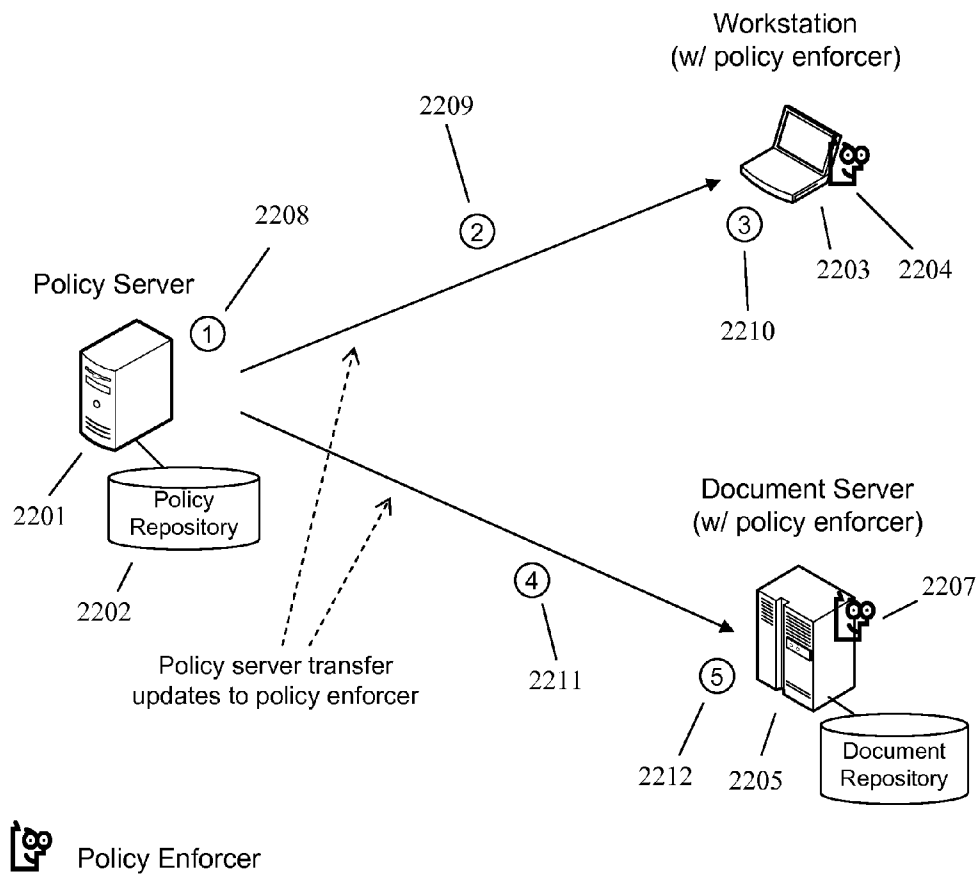 Workstation
(w/ policy enforcer)
2209
2208
2
3
2203
2204
2210
Policy Server
1
2201
Policy
Repository
2202
Document Server
(w/ policy enforcer)
4
2207
2211
Policy server transfer
updates to policy enforcer
5
2212
2205
Document
Repository
Policy Enforcer